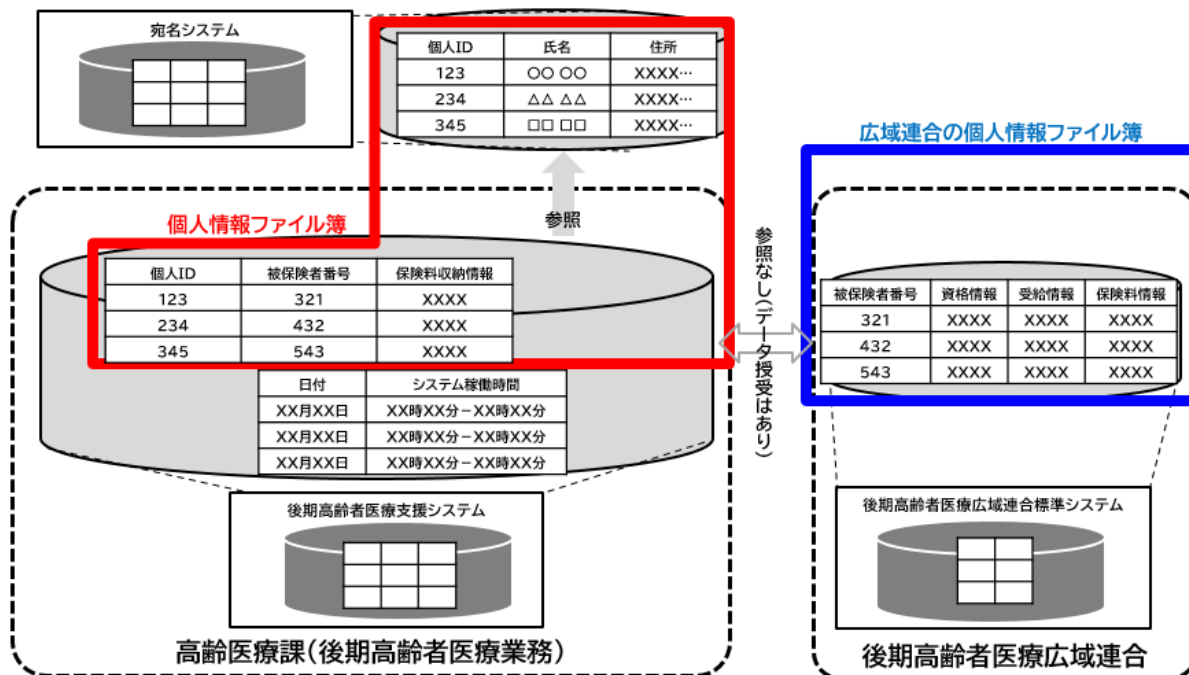 宛名システム
個人ID 氏名 住所
123 〇〇 〇〇 XXXX…
234 △△ △△ XXXX…
345 □□ □□ XXXX…
広域連合の個人情報ファイル簿
参照
個人情報ファイル簿
個人ID 被保険者番号 保険料収納情報
123 321 XXXX
234 432 XXXX
345 543 XXXX
日付 システム稼働時間
XX月XX日 XX時XX分－XX時XX分
XX月XX日 XX時XX分－XX時XX分
XX月XX日 XX時XX分－XX時XX分
参照なし(データ授受はあり)
被保険者番号 資格情報 受給情報 保険料情報
321 XXXX XXXX XXXX
432 XXXX XXXX XXXX
543 XXXX XXXX XXXX
後期高齢者医療支援システム
後期高齢者医療広域連合標準システム
高齢医療課(後期高齢者医療業務)
後期高齢者医療広域連合